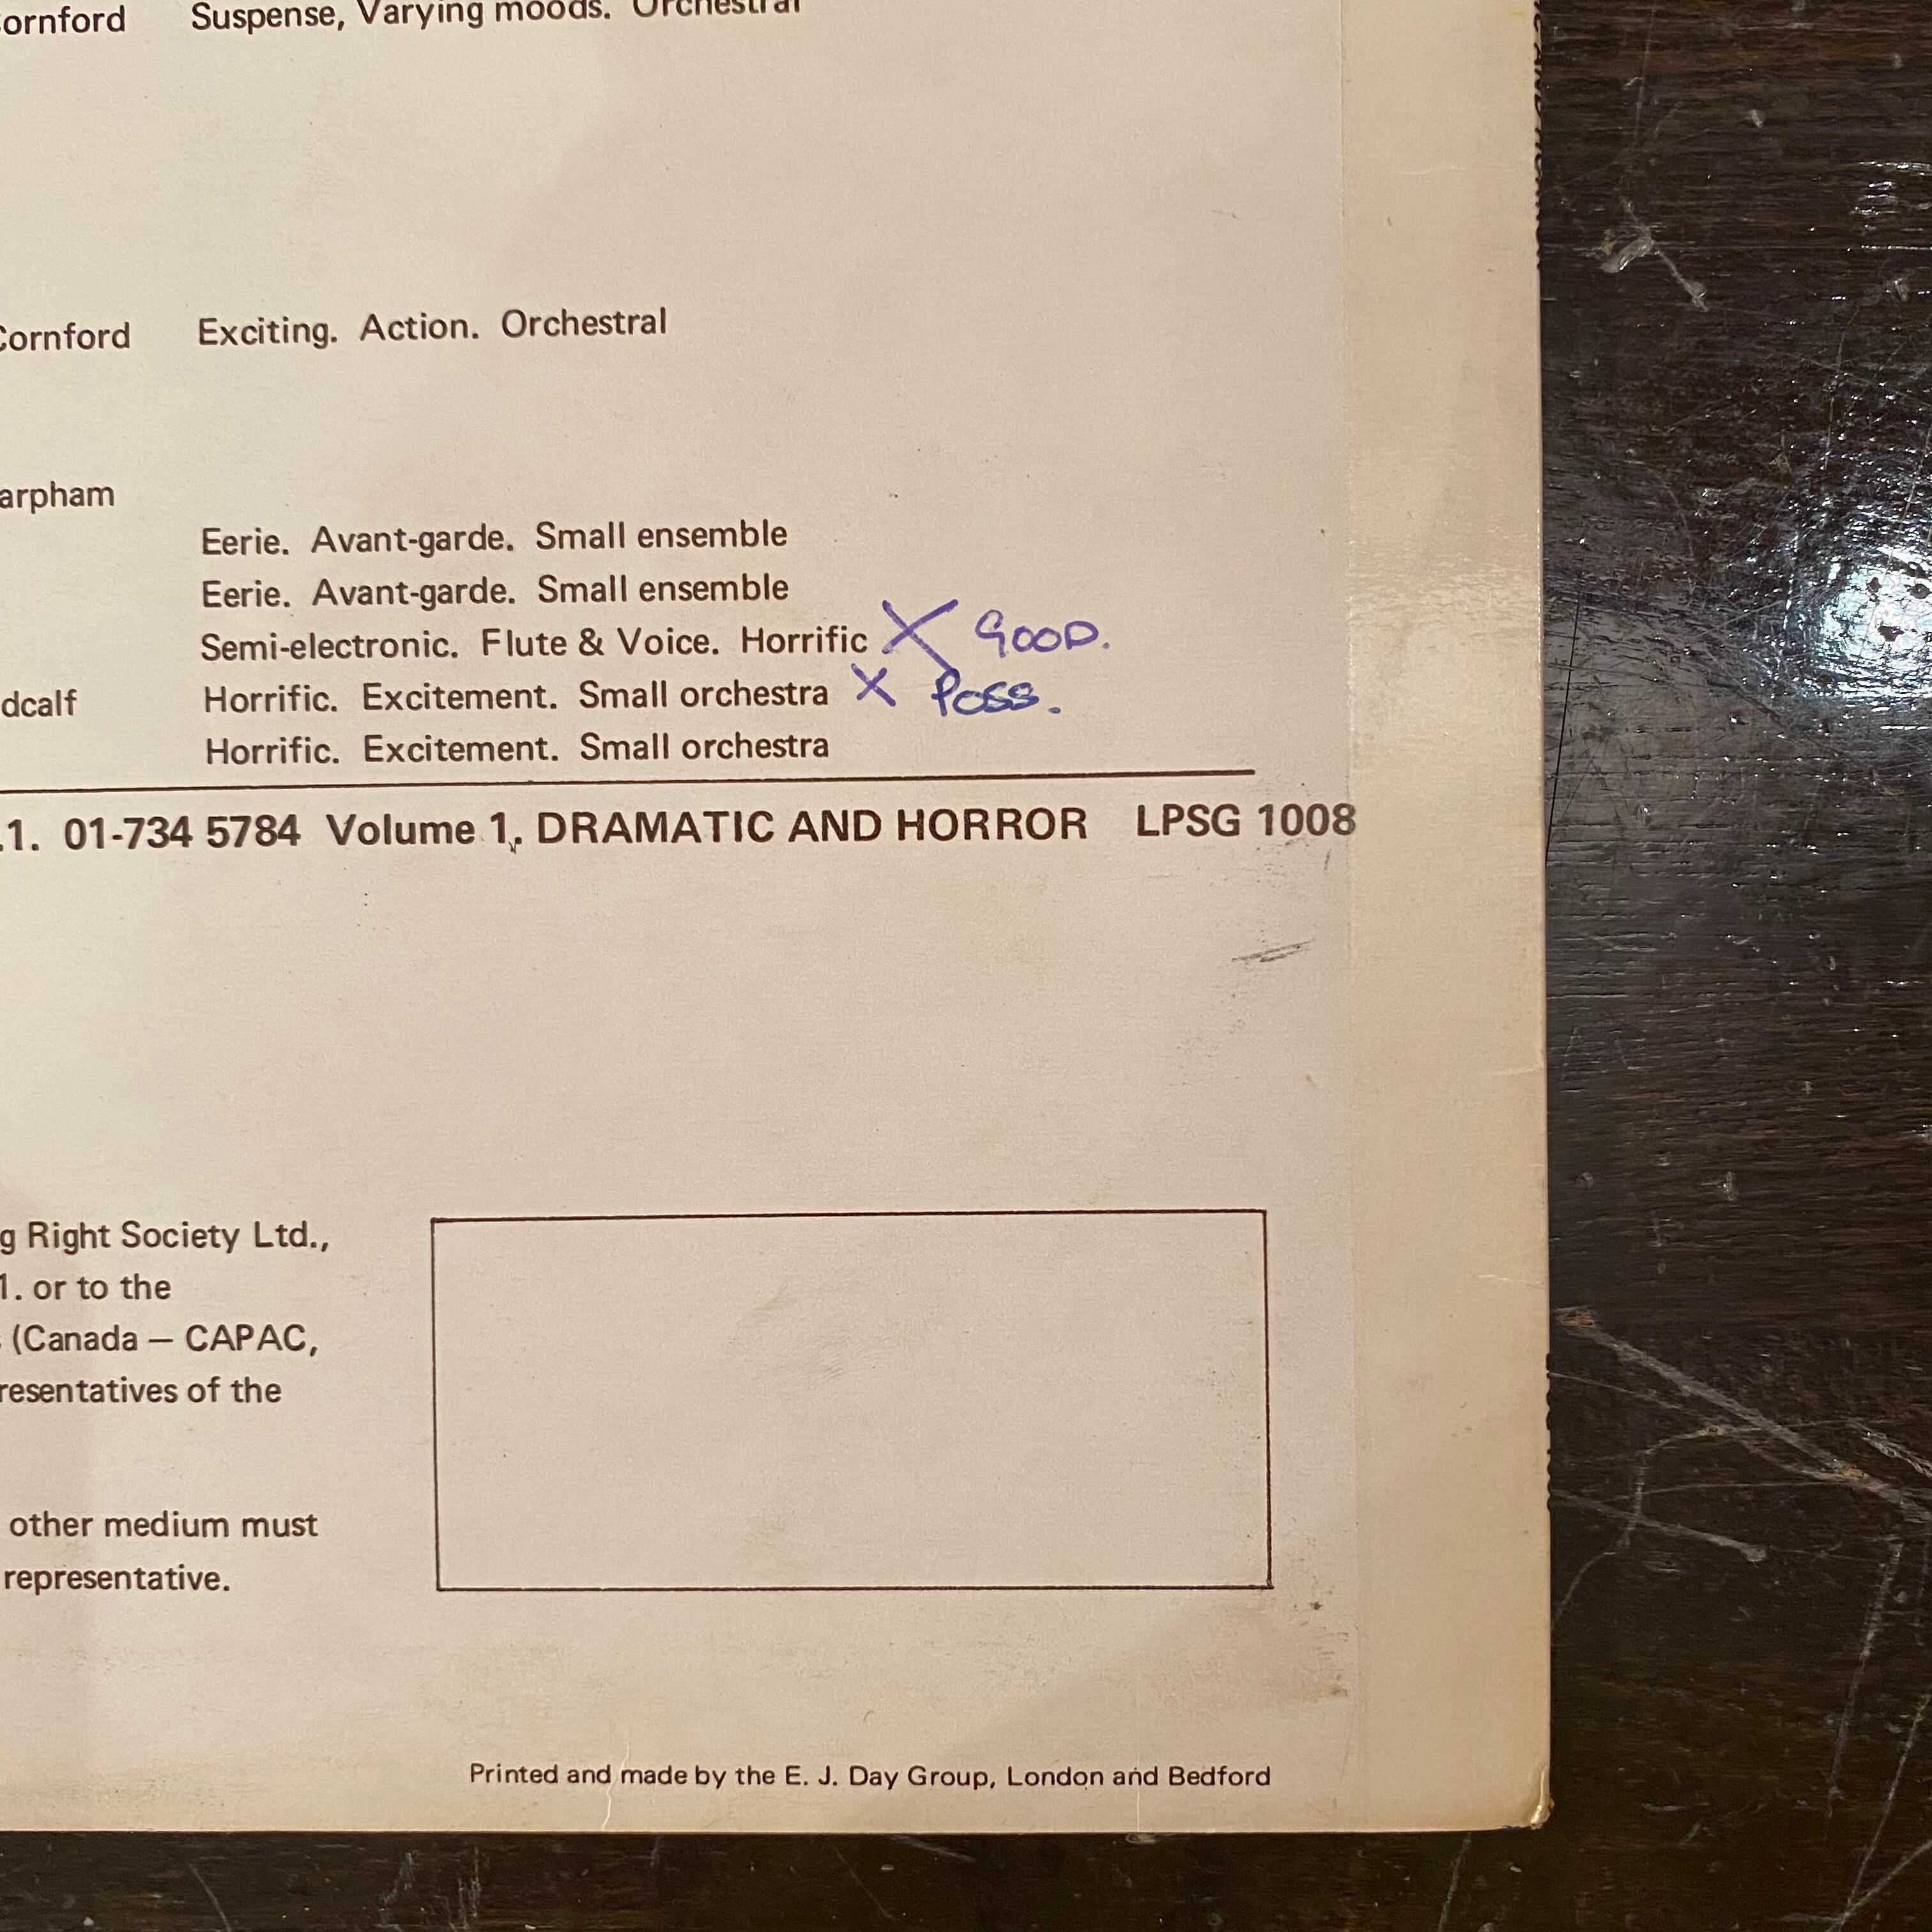 ornford Suspense, Varying moods. Orchestral
Cornford Exciting. Action. Orchestral
arpham
Eerie. Avant-garde. Small ensemble
Eerie. Avant-garde. Small ensemble
Semi-electronic. Flute & Voice. Horrific X GOOD.
dcalf Horrific. Excitement. Small orchestra X Poss.
Horrific. Excitement. Small orchestra
.1. 01-734 5784 Volume 1, DRAMATIC AND HORROR LPSG 1008
g Right Society Ltd.,
1. or to the
(Canada — CAPAC,
resentatives of the
other medium must
representative.
Printed and made by the E. J. Day Group, London and Bedford